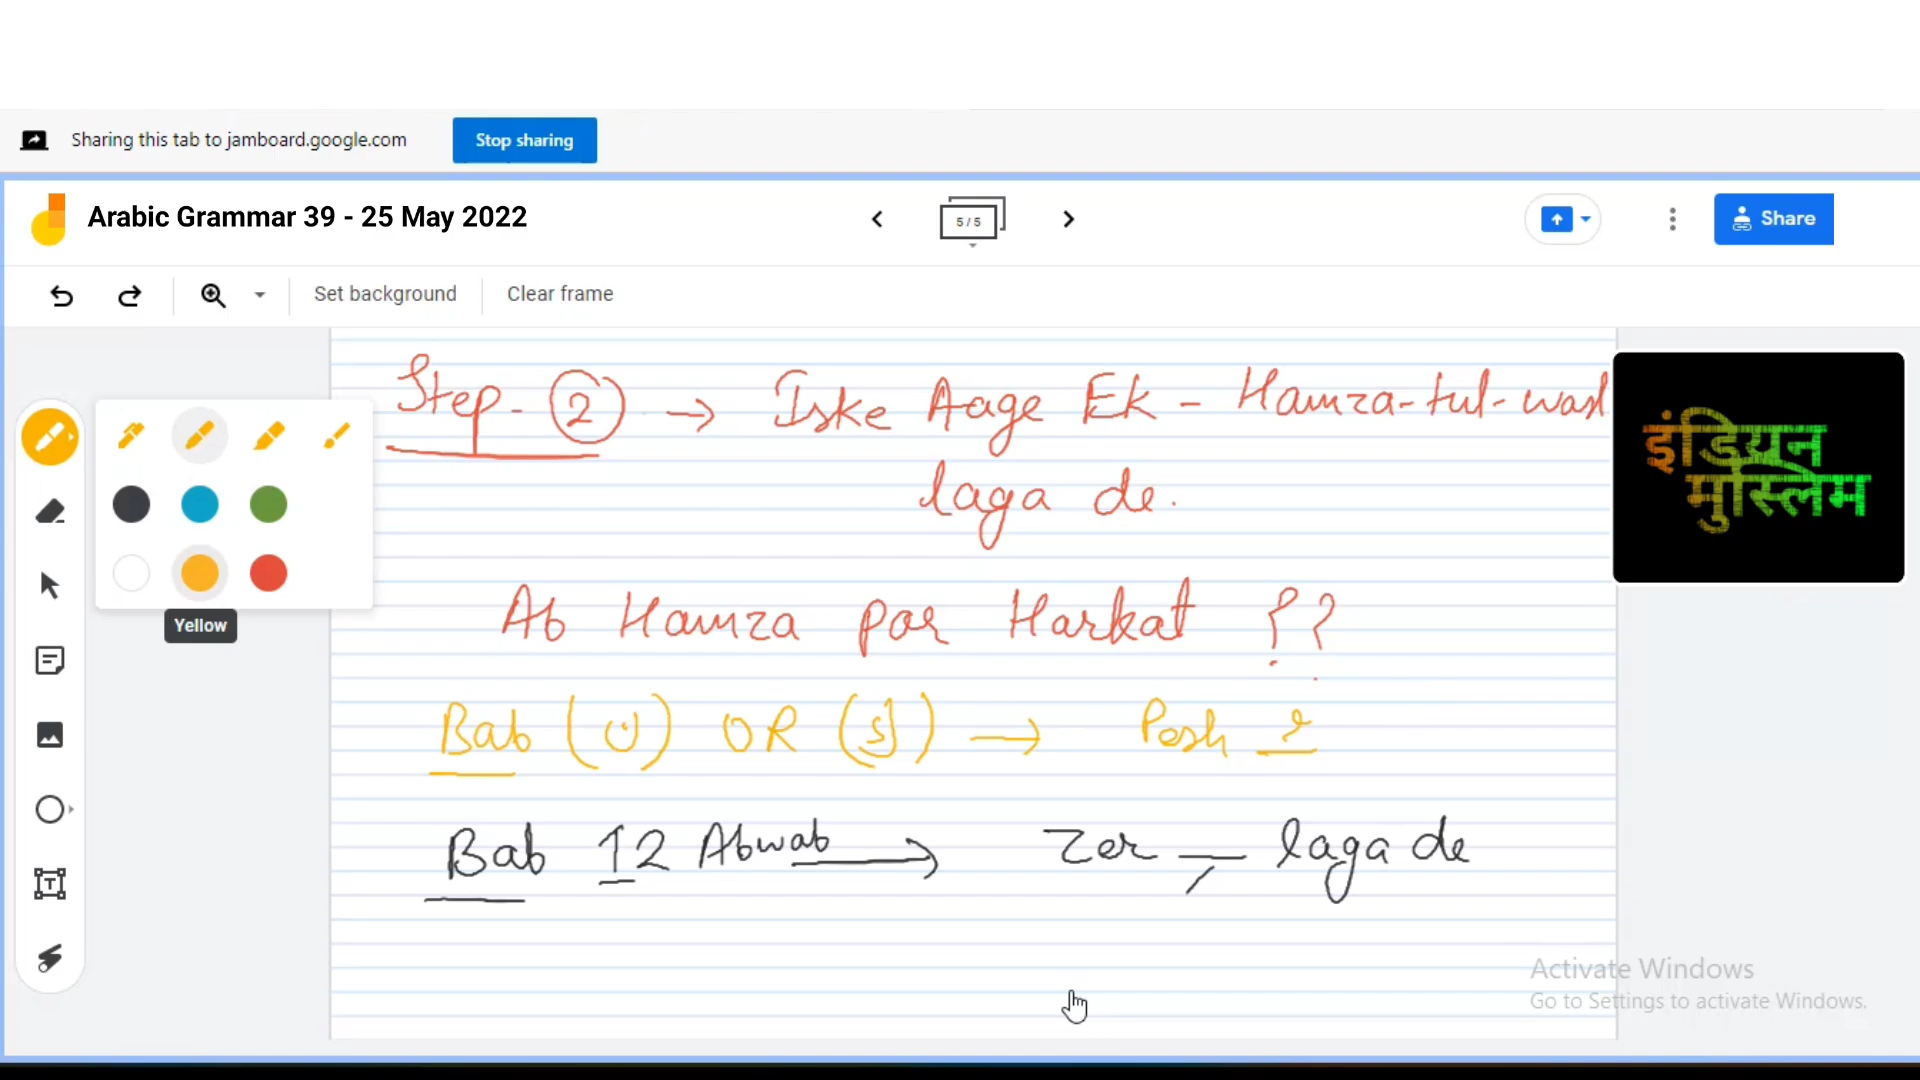 Sharing this tab to jamboard.google.com
Stop sharing
Arabic Grammar 39 - 25 May 2022
5 / 5
Share
Set background
Clear frame
Step - 2 → Iske Aage Ek - Hamza-tul-wasl
laga de.
इंडियन
मुस्लिम
Yellow
Ab Hamza par Harkat ??
Bab ( ) OR ( ) → Pesh
Bab 12 Abwab → Zer laga de
Activate Windows
Go to Settings to activate Windows.